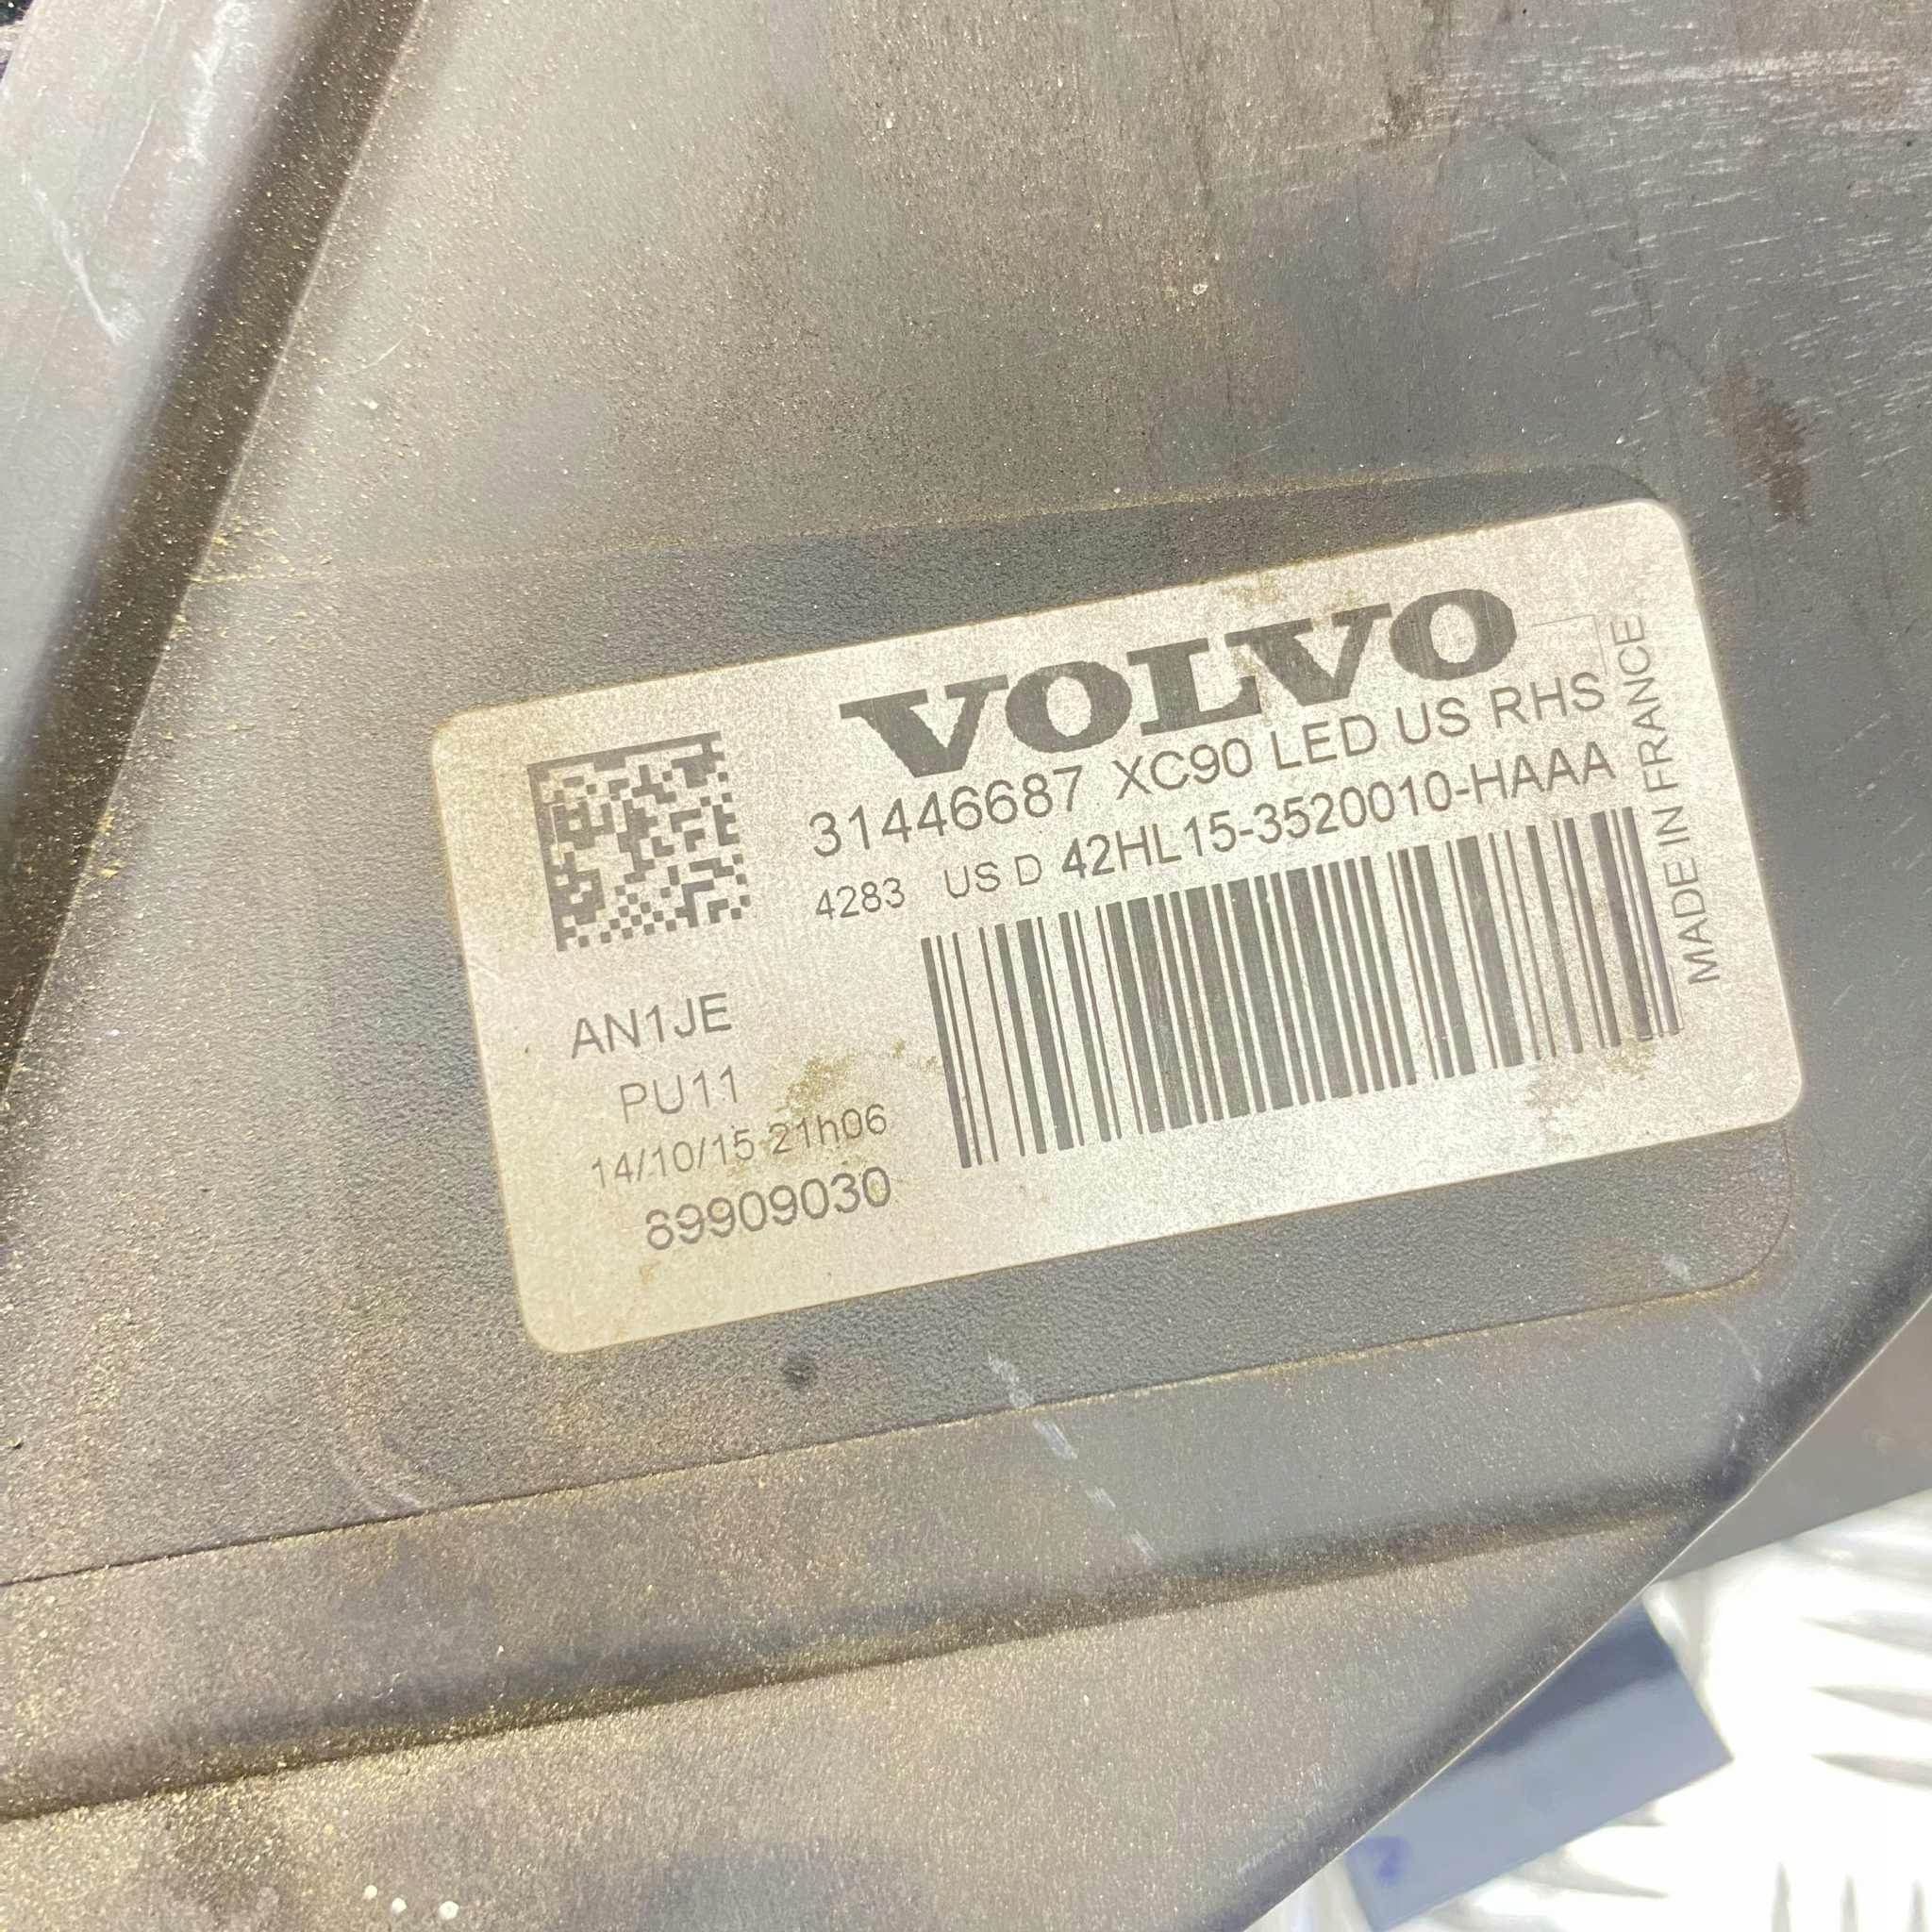 VOLVO
31446687 XC90 LED US RHS
4283 US D 42HL15-3520010-HAAA
MADE IN FRANCE
AN1JE
PU11
14/10/15 21h06
89909030